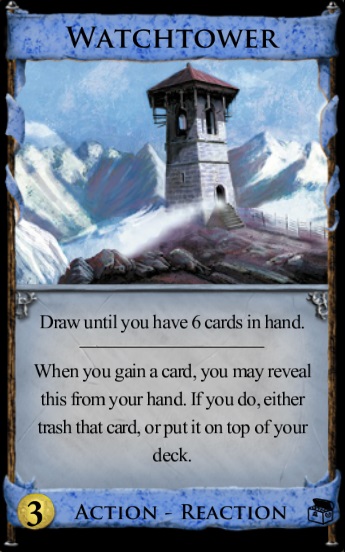 WATCHTOWER
Draw until you have 6 cards in hand.
When you gain a card, you may reveal
this from your hand. If you do, either
trash that card, or put it on top of your
deck.
3 ACTION - REACTION